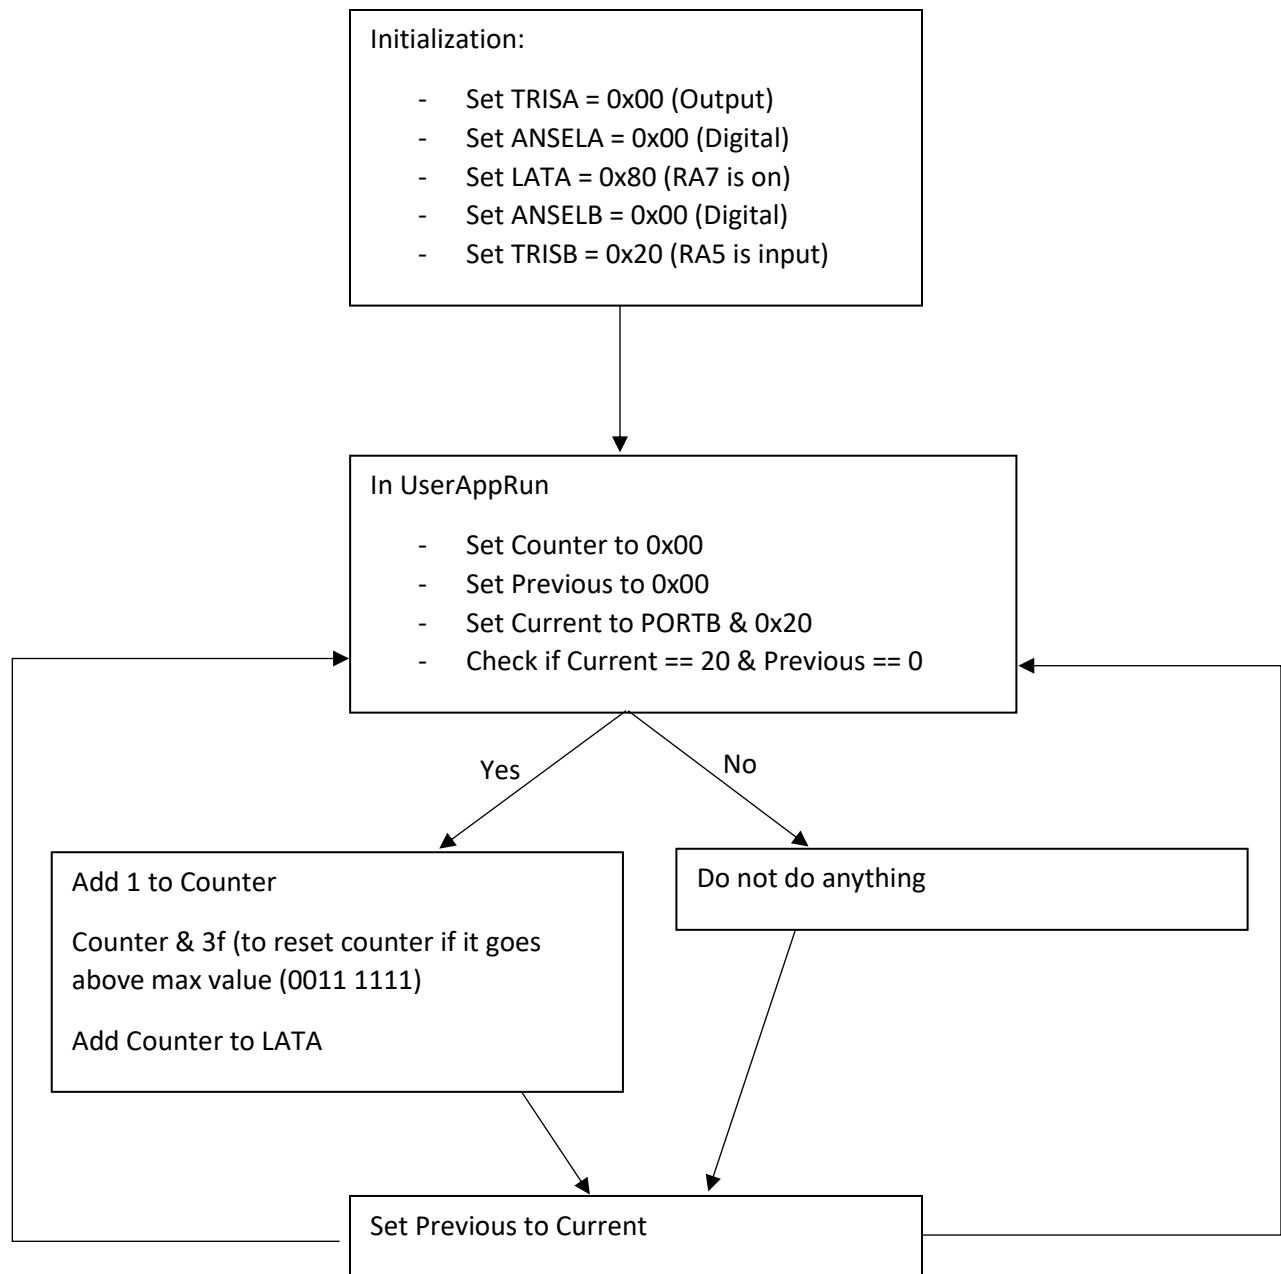 Initialization:
- Set TRISA = 0x00 (Output)
- Set ANSELA = 0x00 (Digital)
- Set LATA = 0x80 (RA7 is on)
- Set ANSELB = 0x00 (Digital)
- Set TRISB = 0x20 (RA5 is input)
In UserAppRun
- Set Counter to 0x00
- Set Previous to 0x00
- Set Current to PORTB & 0x20
- Check if Current == 20 & Previous == 0
Yes
No
Add 1 to Counter
Counter & 3f (to reset counter if it goes
above max value (0011 1111)
Add Counter to LATA
Do not do anything
Set Previous to Current